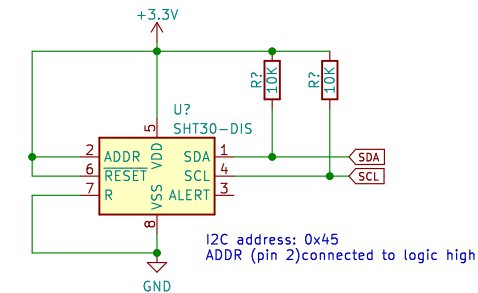 +3.3V
R?
10K
R?
10K
U?
SHT30-DIS
5
VDD
2
ADDR
SDA
1
SDA
6
RESET
SCL
4
SCL
7
R
ALERT
3
VSS
8
I2C address: 0x45
ADDR (pin 2)connected to logic high
GND